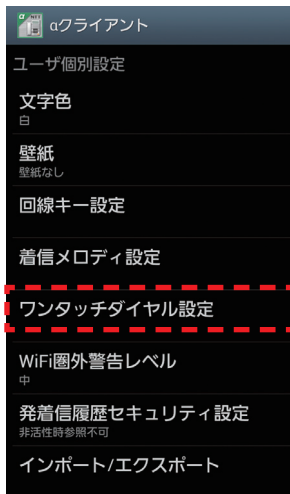 αクライアント
ユーザ個別設定
文字色
白
壁紙
壁紙なし
回線キー設定
着信メロディ設定
ワンタッチダイヤル設定
WiFi圏外警告レベル
中
発着信履歴セキュリティ設定
非活性時参照不可
インポート/エクスポート